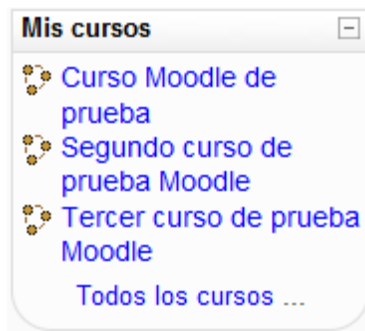 Mis cursos
Curso Moodle de
prueba
Segundo curso de
prueba Moodle
Tercer curso de prueba
Moodle
Todos los cursos ...